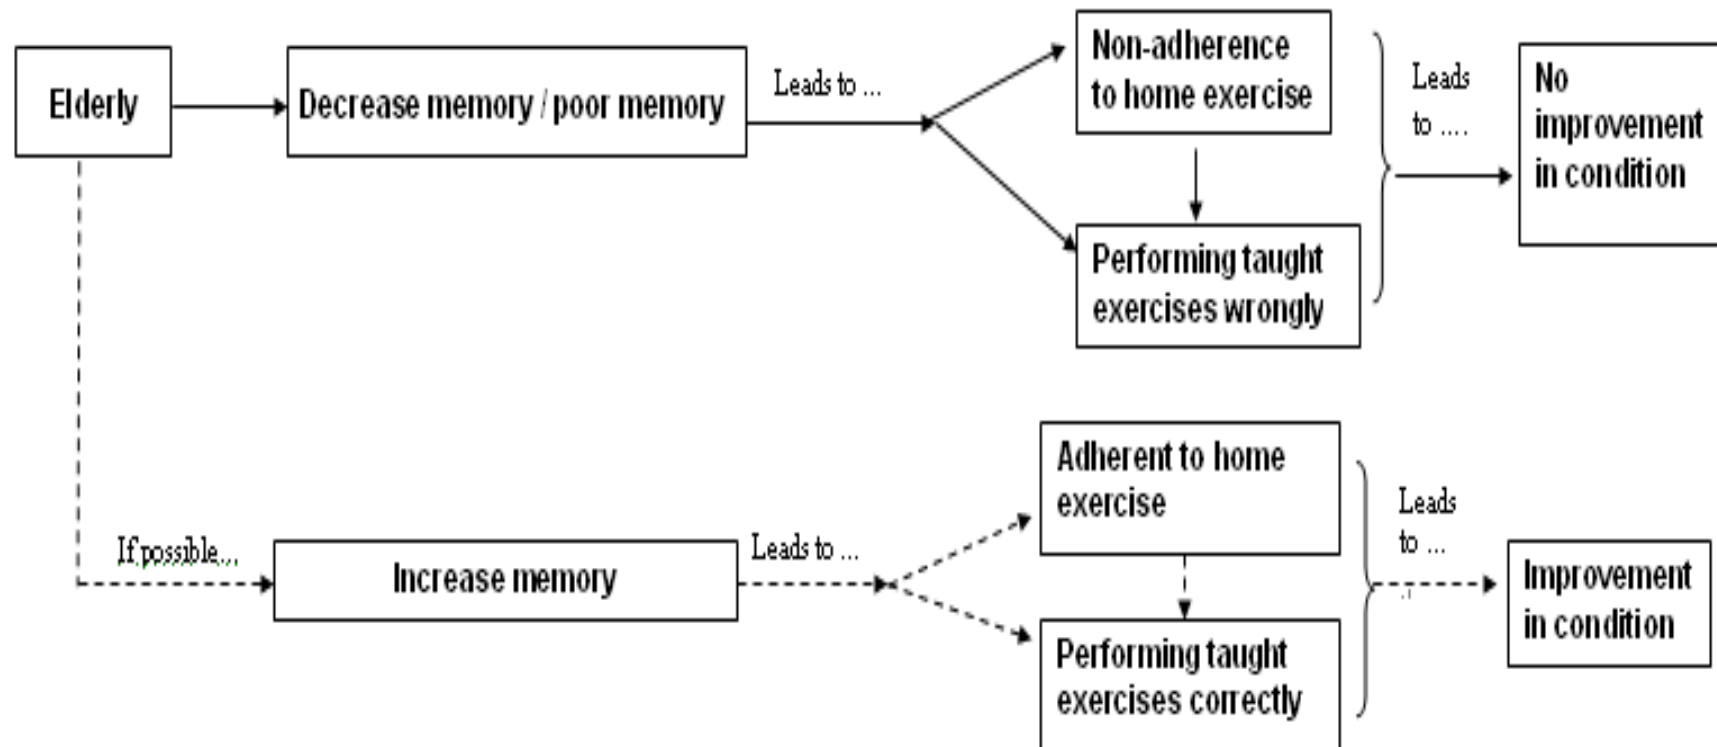 Elderly
Decrease memory / poor memory
Leads to ...
Non-adherence
to home exercise
Performing taught
exercises wrongly
Leads
to ....
No
improvement
in condition
If possible...
Increase memory
Leads to ...
Adherent to home
exercise
Performing taught
exercises correctly
Leads
to ...
Improvement
in condition